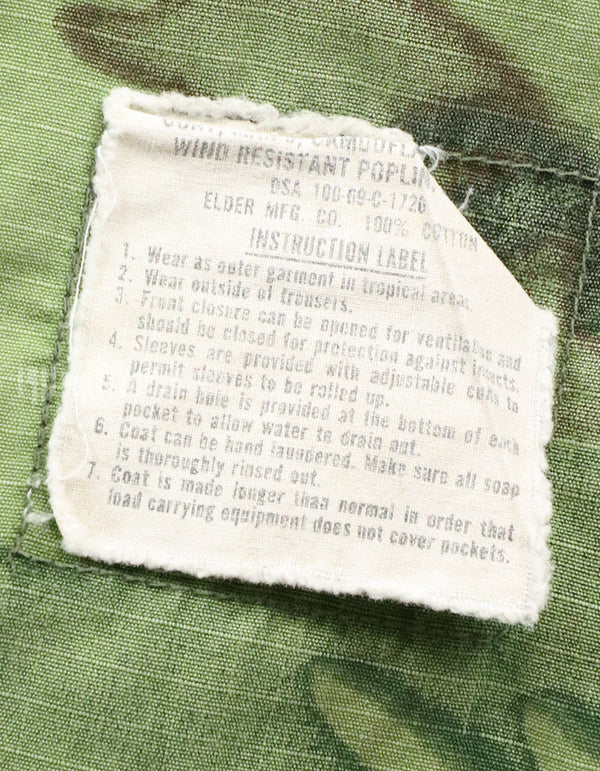 CAMOUFLA
WIND RESISTANT POPLIN
DSA 100-69-C-1726
ELDER MFG. CO. 100% COTTON
INSTRUCTION LABEL
1. Wear as outer garment in tropical areas.
2. Wear outside of trousers.
3. Front closure can be opened for ventilation and
should be closed for protection against insects.
4. Sleeves are provided with adjustable cuffs to
permit sleeves to be rolled up.
5. A drain hole is provided at the bottom of each
pocket to allow water to drain out.
6. Coat can be hand laundered. Make sure all soap
is thoroughly rinsed out.
7. Coat is made longer than normal in order that
load carrying equipment does not cover pockets.